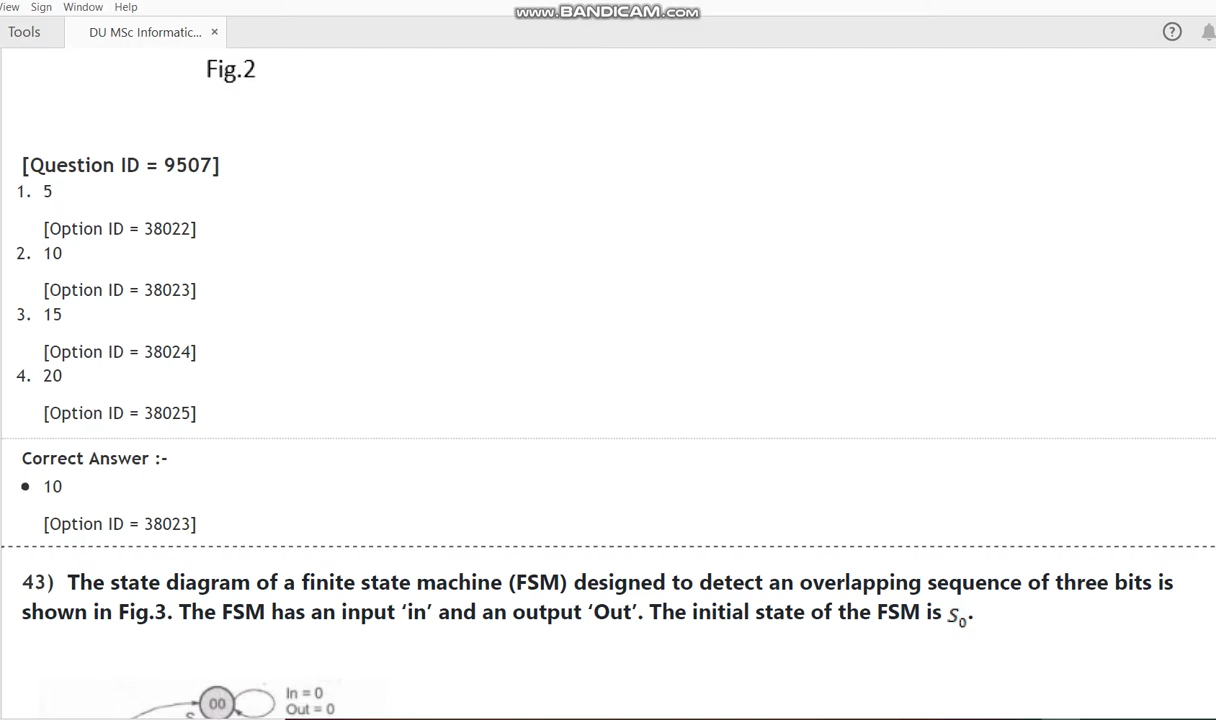 View Sign Window Help
www.BANDICAM.com
Tools
DU MSc Informatic... ×
?
Fig.2
[Question ID = 9507]
1. 5
[Option ID = 38022]
2. 10
[Option ID = 38023]
3. 15
[Option ID = 38024]
4. 20
[Option ID = 38025]
Correct Answer :-
• 10
[Option ID = 38023]
43) The state diagram of a finite state machine (FSM) designed to detect an overlapping sequence of three bits is
shown in Fig.3. The FSM has an input ‘in’ and an output ‘Out’. The initial state of the FSM is S₀.
00
In = 0
Out = 0